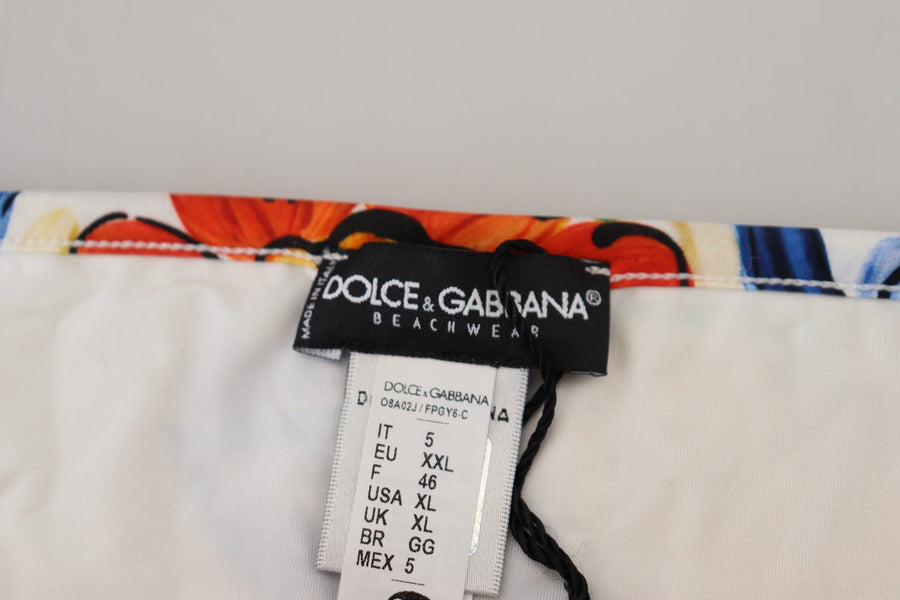 MADE IN ITALY
DOLCE & GABBANA®
BEACHWEAR
DOLCE & GABBANA
O8A02J / FPGY6-C
IT 5
EU XXL
F 46
USA XL
UK XL
BR GG
MEX 5